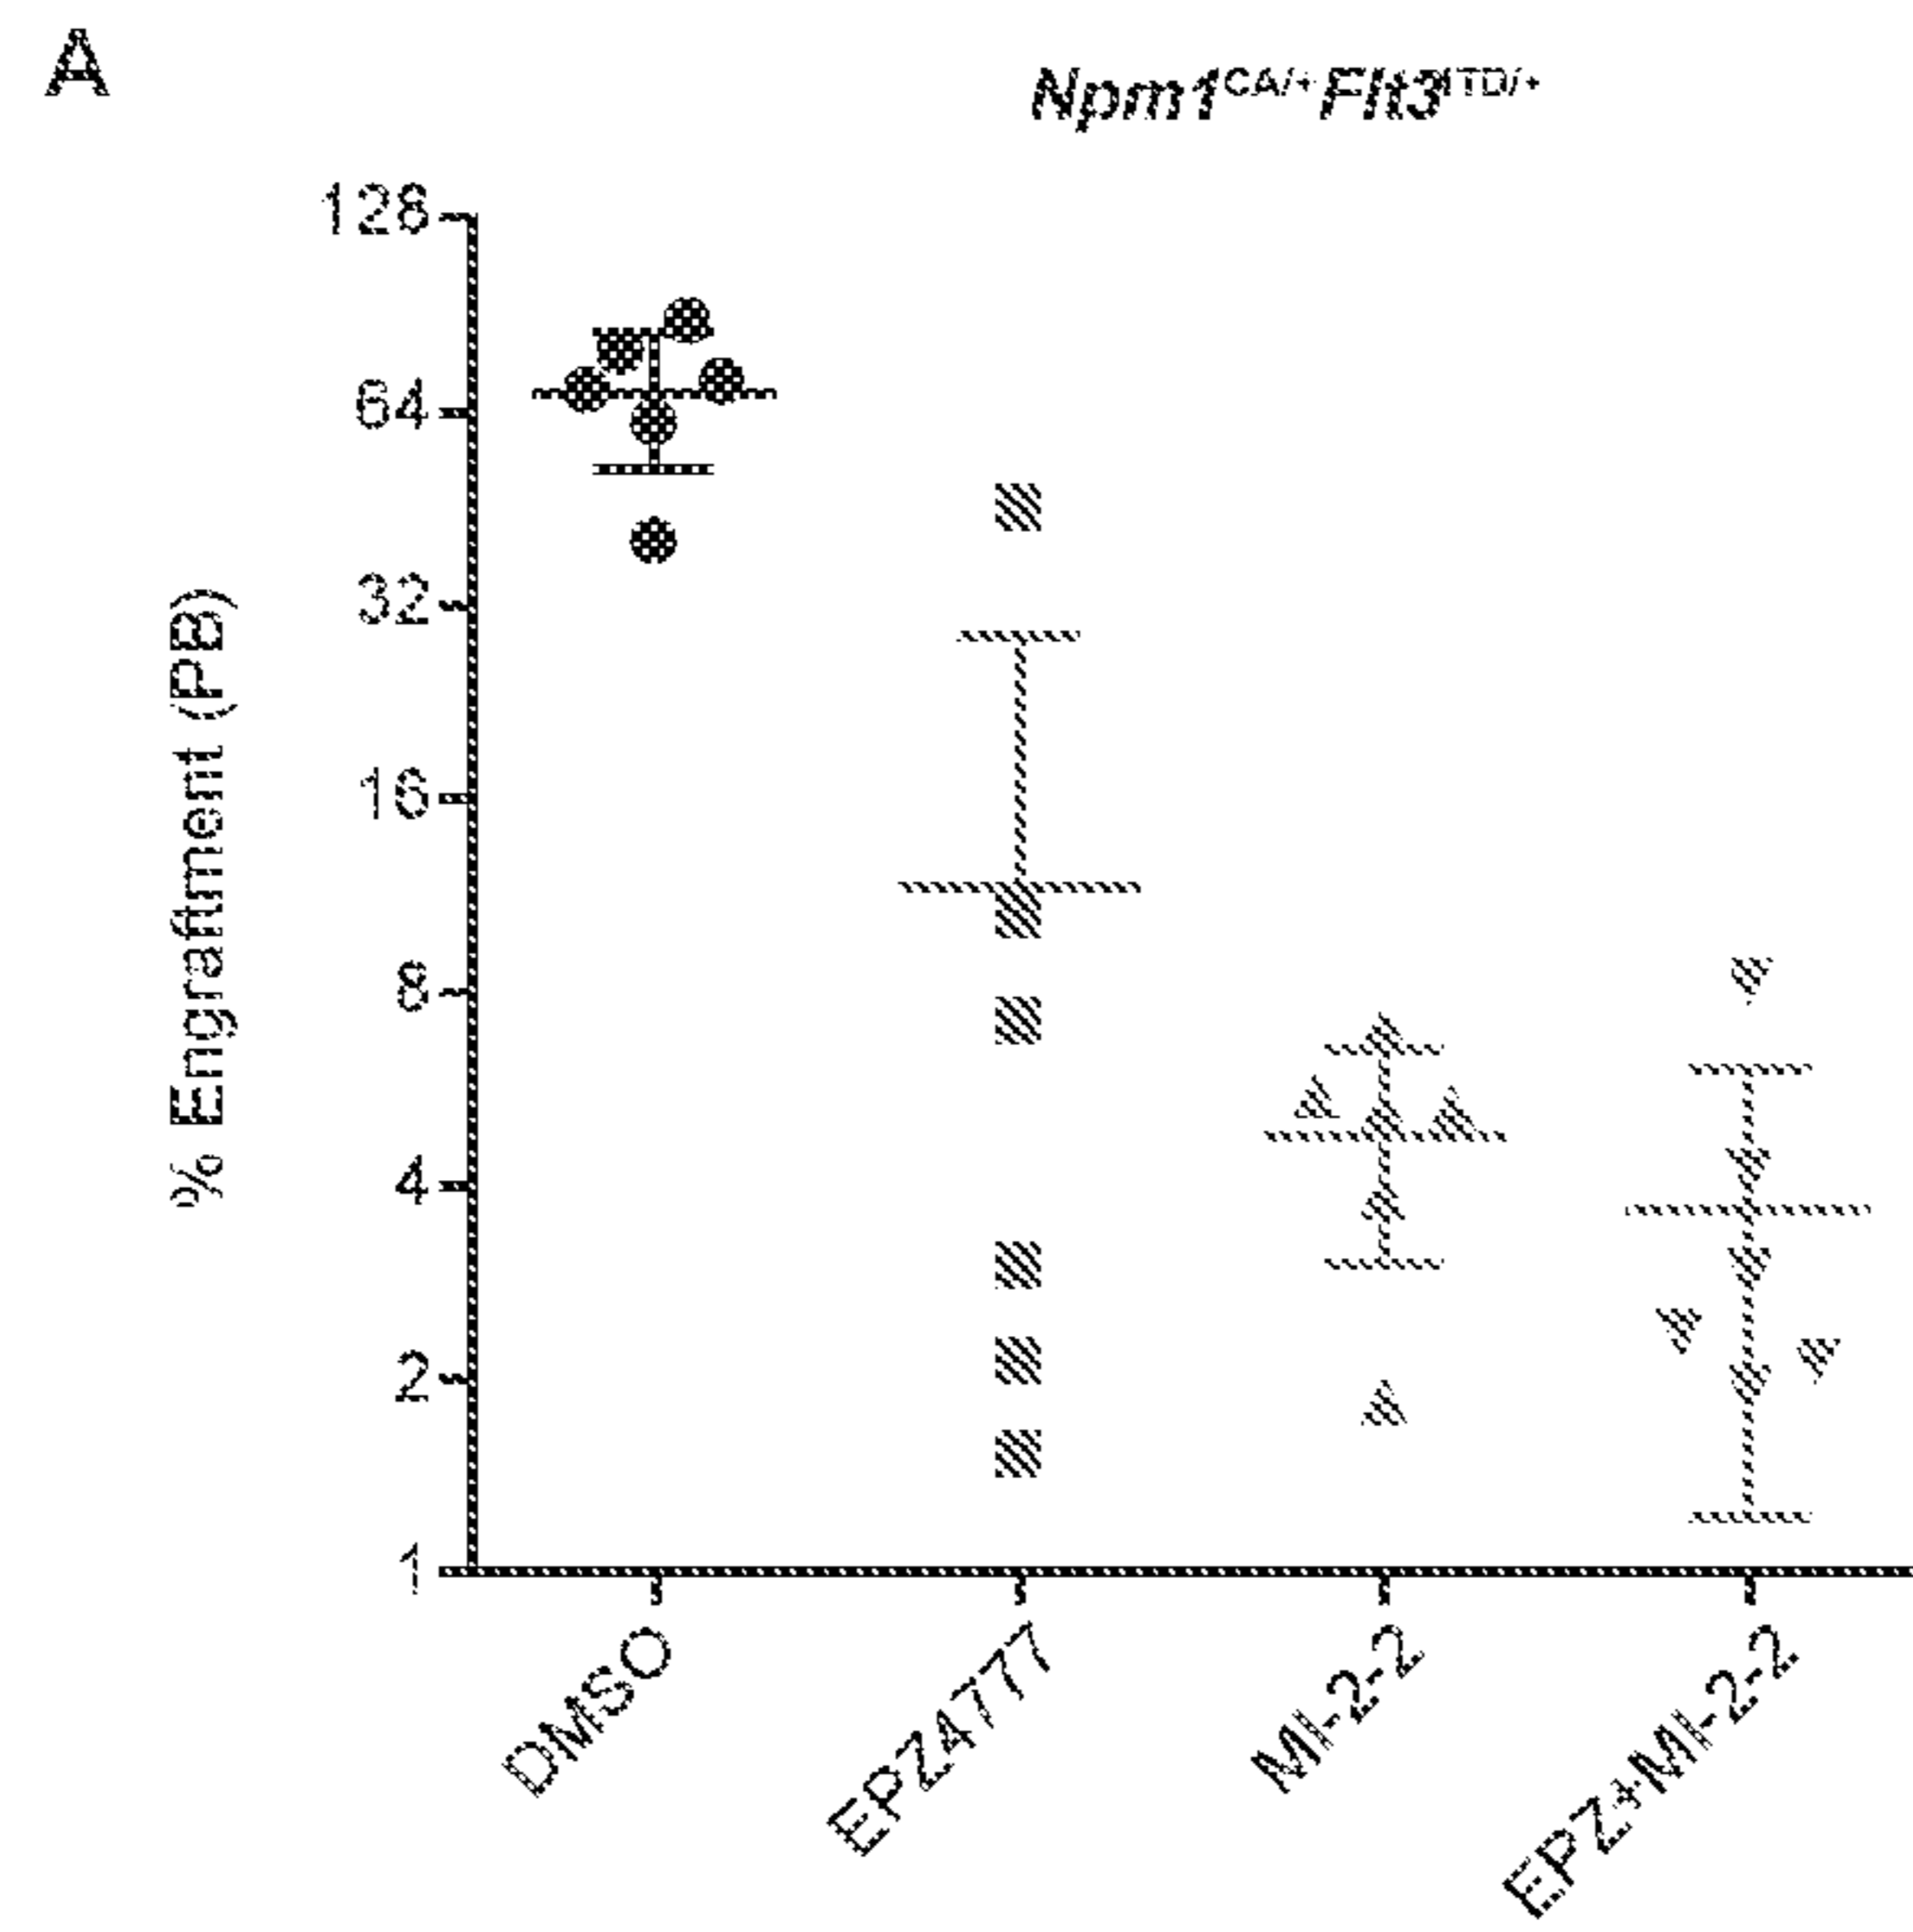 A
Npm1CA/+Flt3ITD/+
128
64
32
16
8
4
2
1
% Engraftment (PB)
DMSO
EPZ4777
MI-2-2
EPZ+MI-2-2